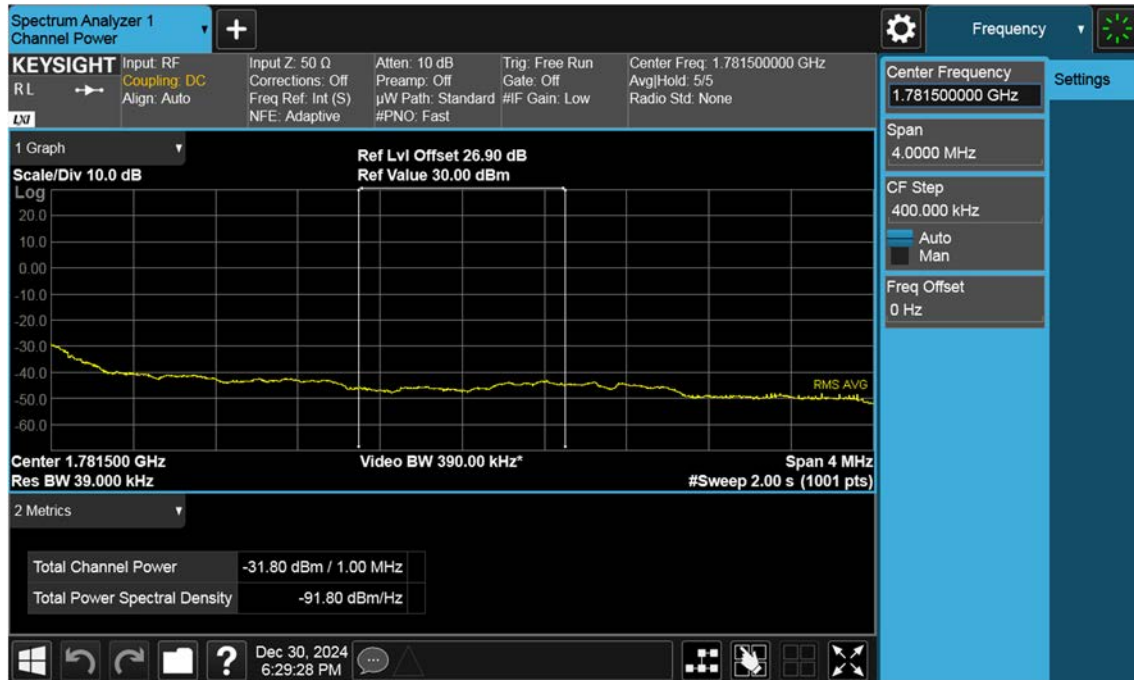 Spectrum Analyzer 1
Channel Power
Frequency
KEYSIGHT
R L
LXI
Input: RF
Coupling: DC
Align: Auto
Input Z: 50 Ω
Corrections: Off
Freq Ref: Int (S)
NFE: Adaptive
Atten: 10 dB
Preamp: Off
µW Path: Standard
#PNO: Fast
Trig: Free Run
Gate: Off
#IF Gain: Low
Center Freq: 1.781500000 GHz
Avg|Hold: 5/5
Radio Std: None
Center Frequency
1.781500000 GHz
Settings
Span
4.0000 MHz
CF Step
400.000 kHz
Auto
Man
Freq Offset
0 Hz
1 Graph
Scale/Div 10.0 dB
Ref Lvl Offset 26.90 dB
Ref Value 30.00 dBm
Log
20.0
10.0
0.00
-10.0
-20.0
-30.0
-40.0
-50.0
-60.0
RMS AVG
Center 1.781500 GHz
Res BW 39.000 kHz
Video BW 390.00 kHz*
Span 4 MHz
#Sweep 2.00 s (1001 pts)
2 Metrics
Total Channel Power -31.80 dBm / 1.00 MHz
Total Power Spectral Density -91.80 dBm/Hz
?
Dec 30, 2024
6:29:28 PM